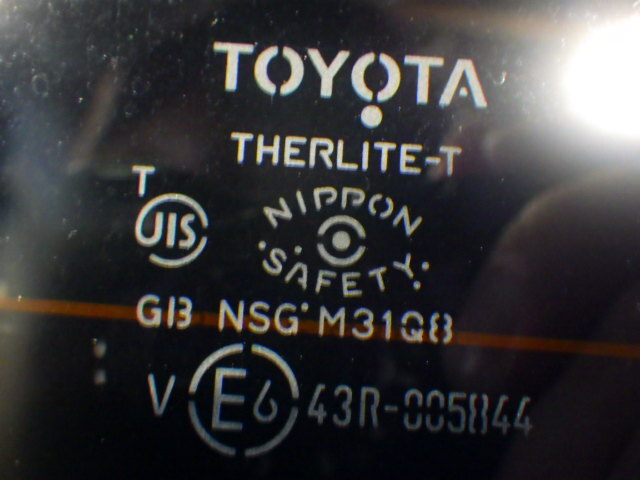 TOYOTA
THERLITE-T
T
JIS
NIPPON
SAFETY
GB NSG M31Q8
V E6 43R-005844